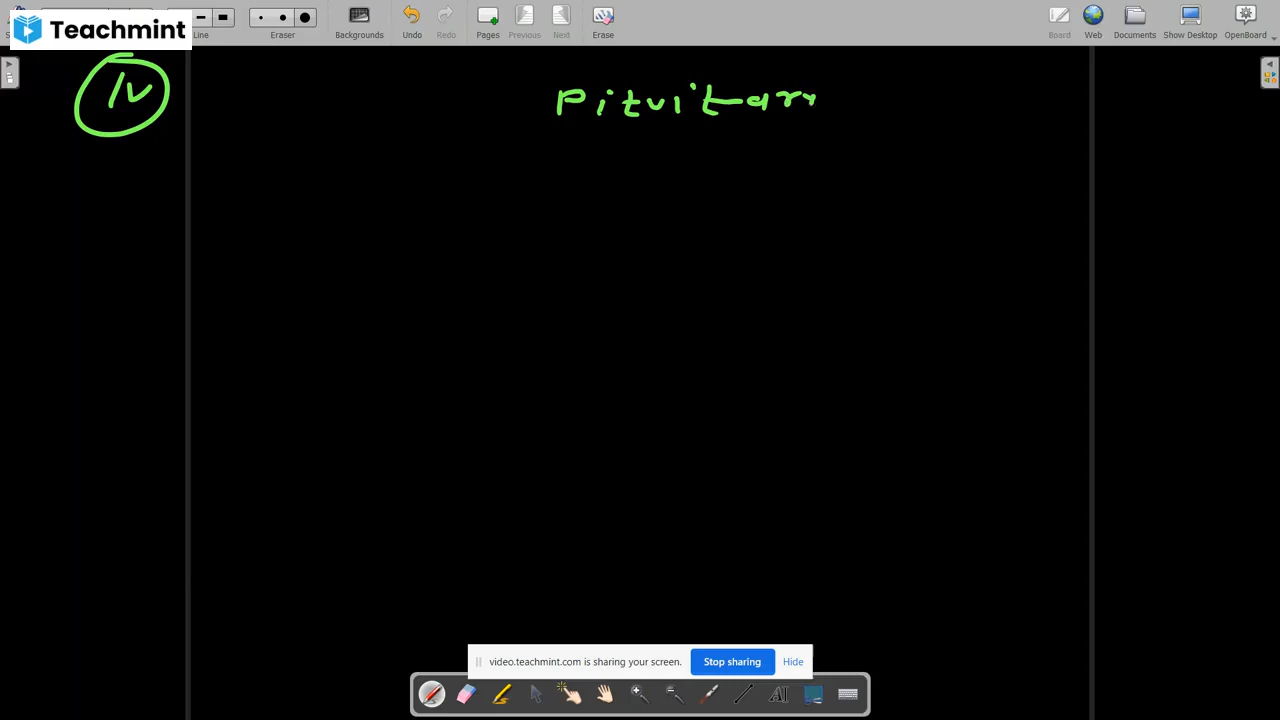 Teachmint
Line
Eraser
Backgrounds
Undo
Redo
Pages
Previous
Next
Erase
Board
Web
Documents
Show Desktop
OpenBoard
IV
Pituitary
video.teachmint.com is sharing your screen.
Stop sharing
Hide
AI